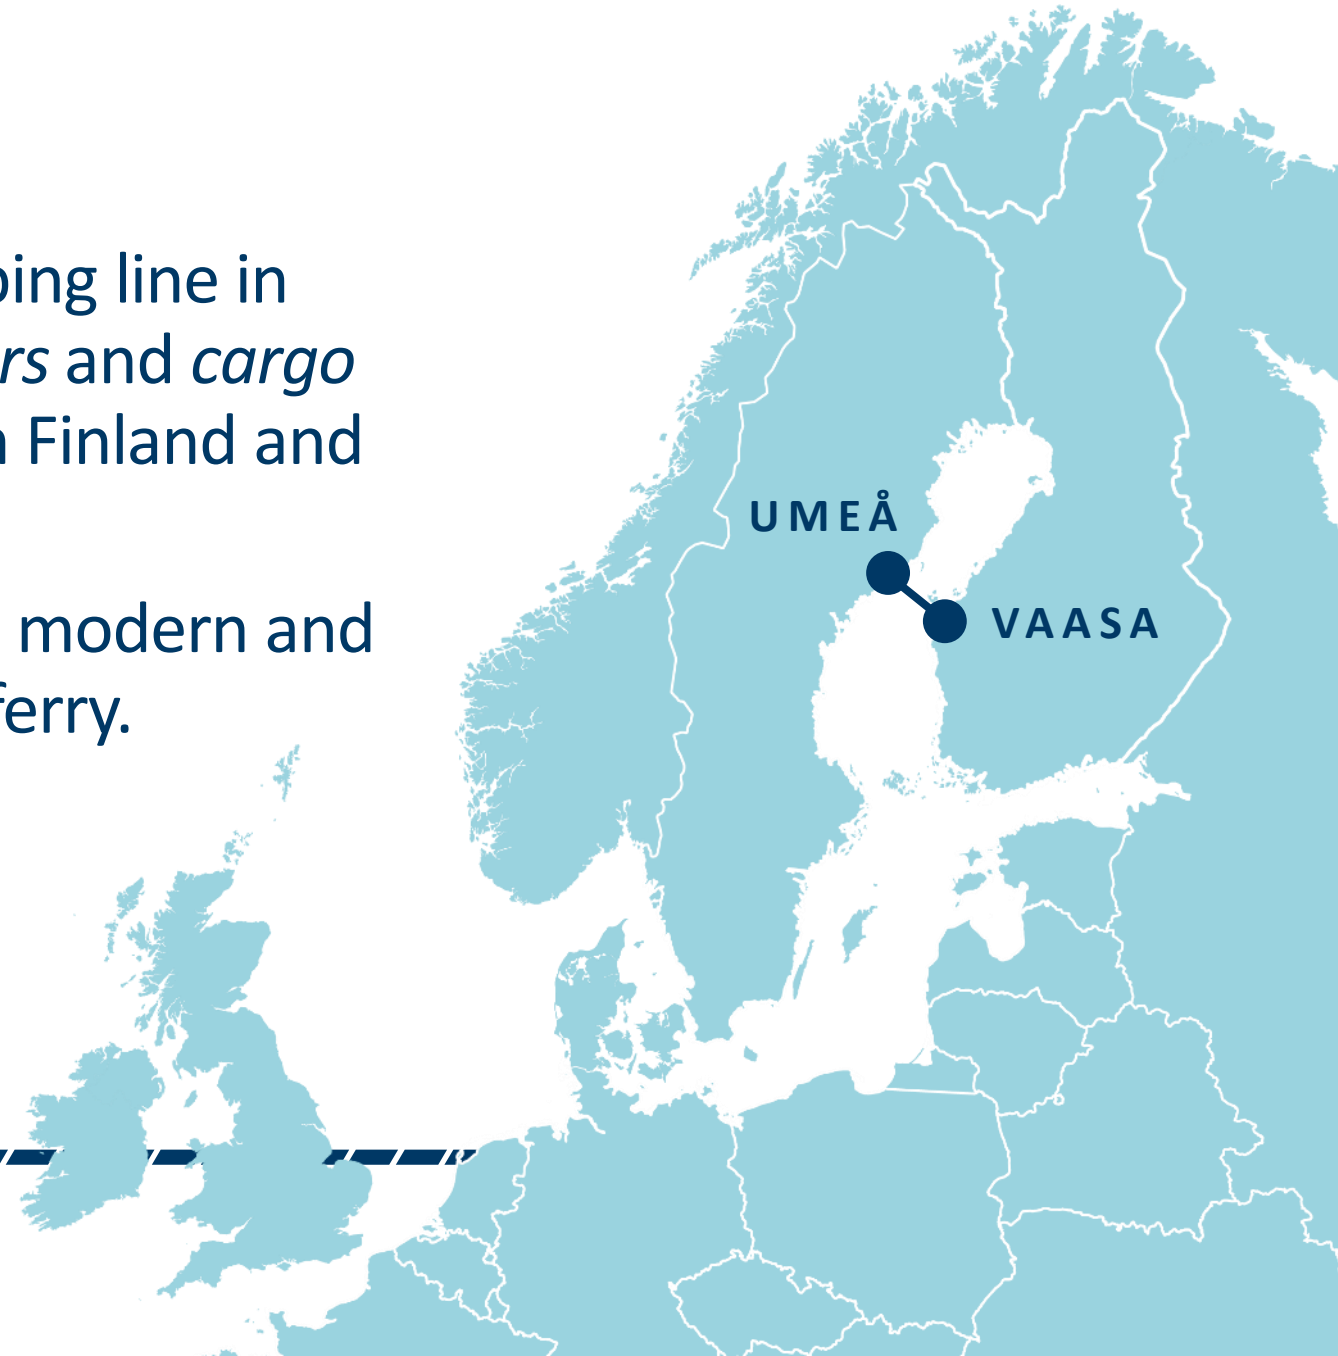 ping line in
rs and cargo
n Finland and
modern and
ferry.
UMEÅ
VAASA